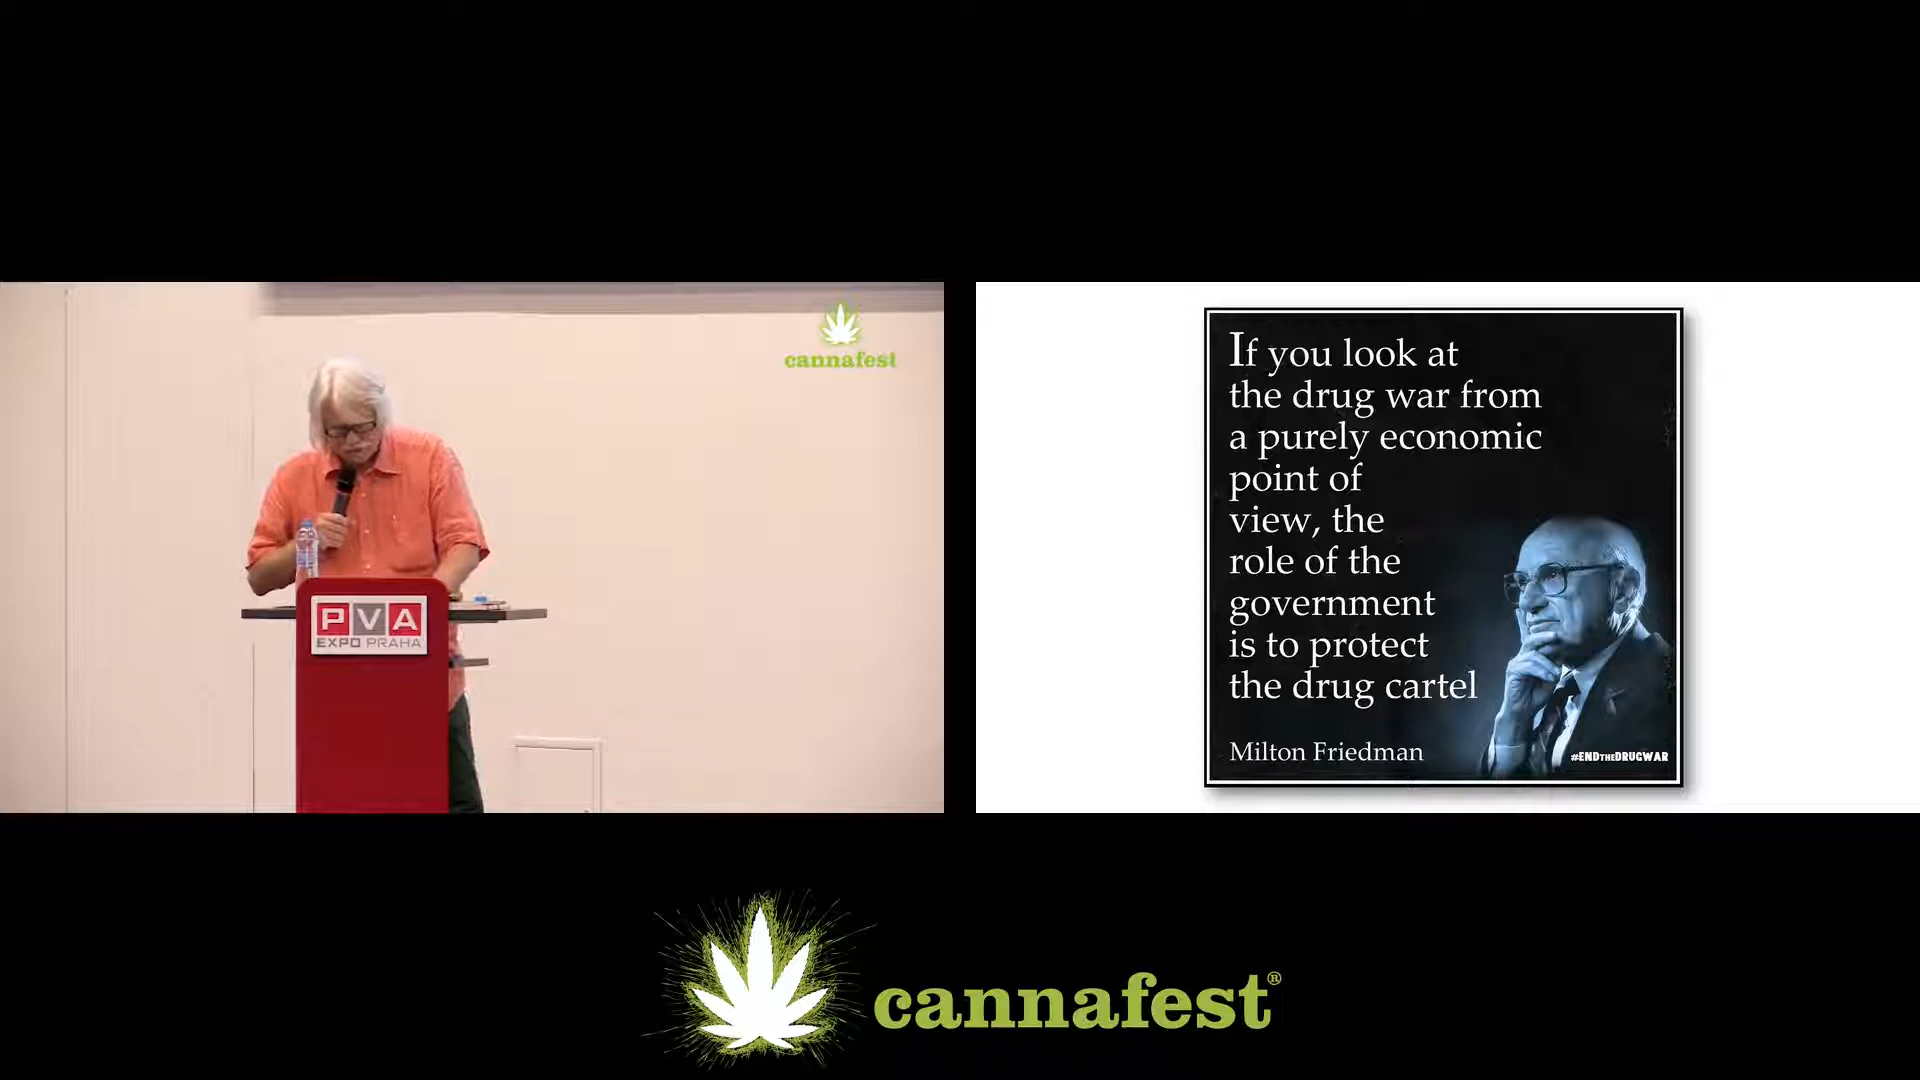 cannafest
PVA
EXPO PRAHA
If you look at
the drug war from
a purely economic
point of
view, the
role of the
government
is to protect
the drug cartel
Milton Friedman
#ENDTHEDRUGWAR
cannafest®